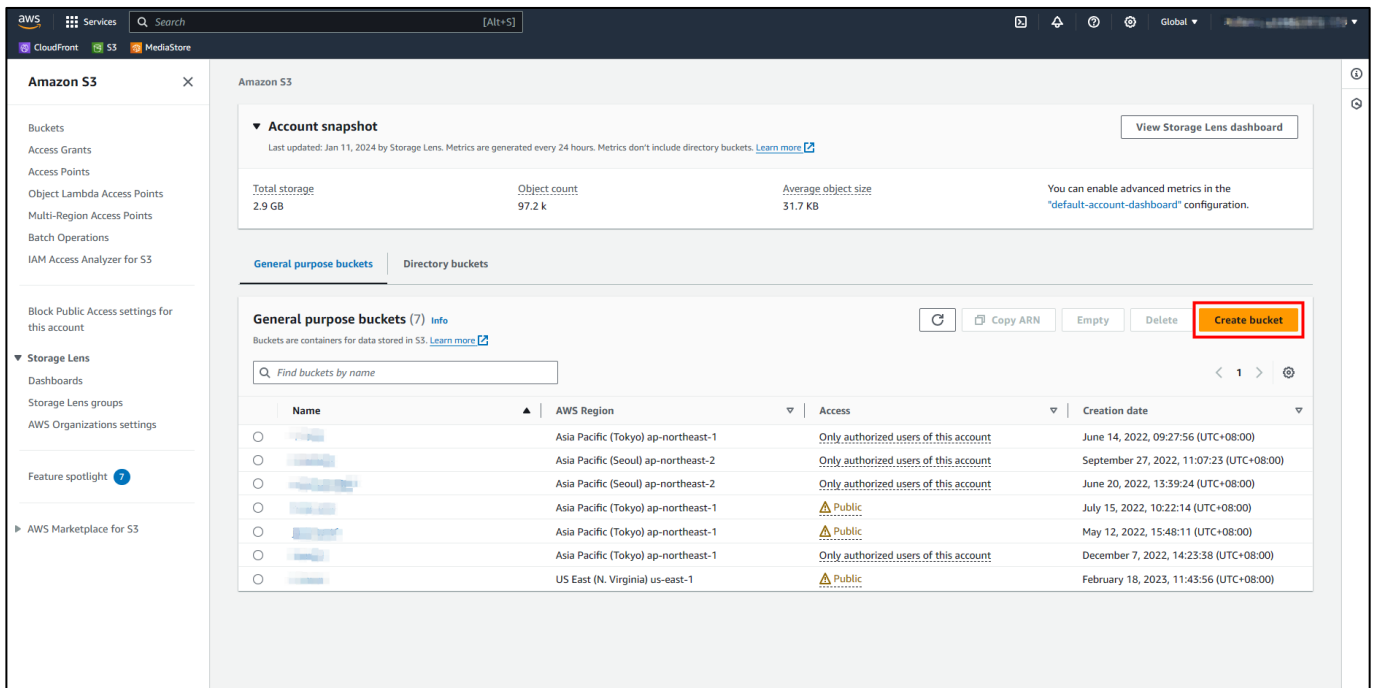 aws
Services
Search
[Alt+S]
Global
CloudFront
S3
MediaStore
Amazon S3
Buckets
Access Grants
Access Points
Object Lambda Access Points
Multi-Region Access Points
Batch Operations
IAM Access Analyzer for S3
Block Public Access settings for
this account
Storage Lens
Dashboards
Storage Lens groups
AWS Organizations settings
Feature spotlight 7
AWS Marketplace for S3
Amazon S3
Account snapshot
View Storage Lens dashboard
Last updated: Jan 11, 2024 by Storage Lens. Metrics are generated every 24 hours. Metrics don't include directory buckets. Learn more
Total storage
2.9 GB
Object count
97.2 k
Average object size
31.7 KB
You can enable advanced metrics in the
"default-account-dashboard" configuration.
General purpose buckets
Directory buckets
General purpose buckets (7) Info
Copy ARN
Empty
Delete
Create bucket
Buckets are containers for data stored in S3. Learn more
Find buckets by name
1
Name AWS Region Access Creation date
Asia Pacific (Tokyo) ap-northeast-1 Only authorized users of this account June 14, 2022, 09:27:56 (UTC+08:00)
Asia Pacific (Seoul) ap-northeast-2 Only authorized users of this account September 27, 2022, 11:07:23 (UTC+08:00)
Asia Pacific (Seoul) ap-northeast-2 Only authorized users of this account June 20, 2022, 13:39:24 (UTC+08:00)
Asia Pacific (Tokyo) ap-northeast-1 Public July 15, 2022, 10:22:14 (UTC+08:00)
Asia Pacific (Tokyo) ap-northeast-1 Public May 12, 2022, 15:48:11 (UTC+08:00)
Asia Pacific (Tokyo) ap-northeast-1 Only authorized users of this account December 7, 2022, 14:23:38 (UTC+08:00)
US East (N. Virginia) us-east-1 Public February 18, 2023, 11:43:56 (UTC+08:00)